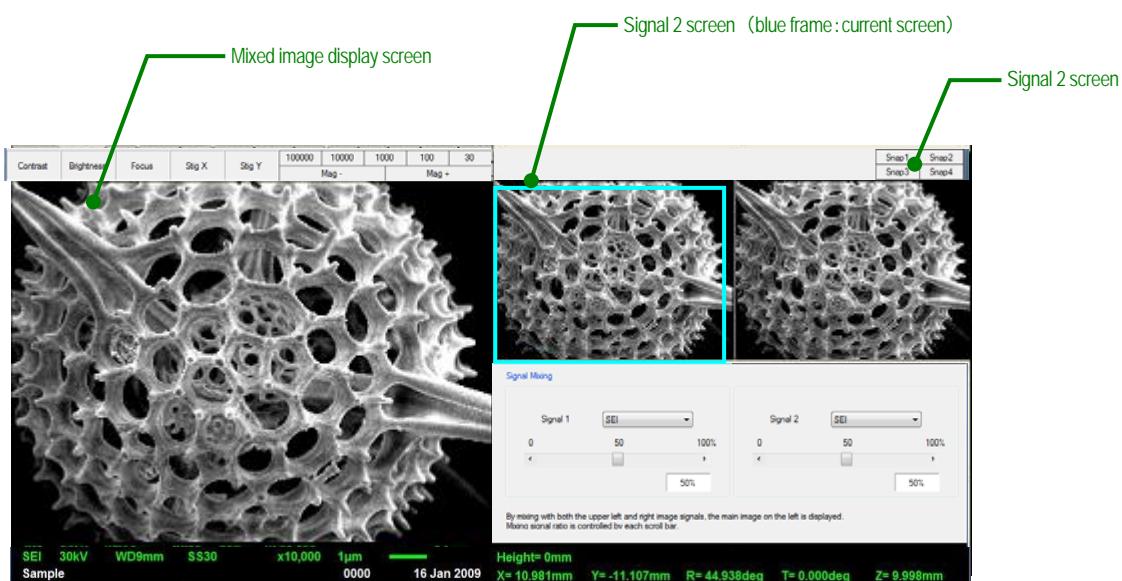 Signal 2 screen (blue frame : current screen)
Mixed image display screen
Signal 2 screen
Contrast Brightness Focus Stig X Stig Y 100000 10000 1000 100 30
Mag - Mag +
Snap1 Snap2
Snap3 Snap4
Signal Mixing
Signal 1 SEI Signal 2 SEI
0 50 100% 0 50 100%
50% 50%
By mixing with both the upper left and right image signals, the main image on the left is displayed.
Mixing signal ratio is controlled by each scroll bar.
SEI 30kV WD9mm SS30 x10,000 1µm Height= 0mm
Sample 0000 16 Jan 2009 X= 10.981mm Y= -11.107mm R= 44.938deg T= 0.000deg Z= 9.998mm